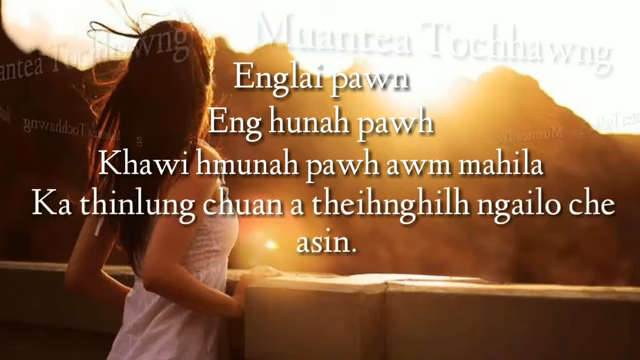 Muantea Tochhawng
Englai pawn
Eng hunah pawh
Khawi hmunah pawh awm mahila
Ka thinlung chuan a theihnghilh ngailo che
asin.